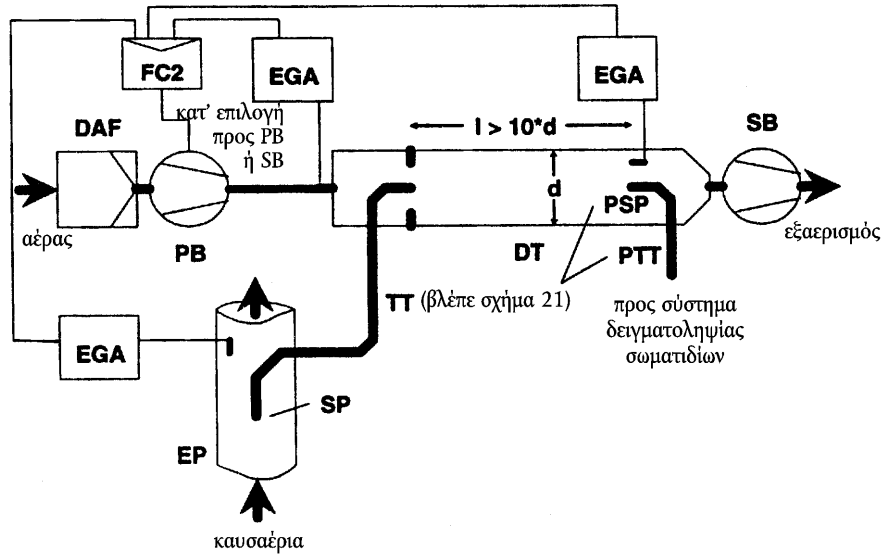 FC2
EGA
EGA
κατ' επιλογή
προς PB
ή SB
l > 10*d
SB
DAF
d
PSP
αέρας
PB
DT
PTT
εξαερισμός
TT (βλέπε σχήμα 21)
προς σύστημα
δειγματοληψίας
σωματιδίων
EGA
SP
EP
καυσαέρια